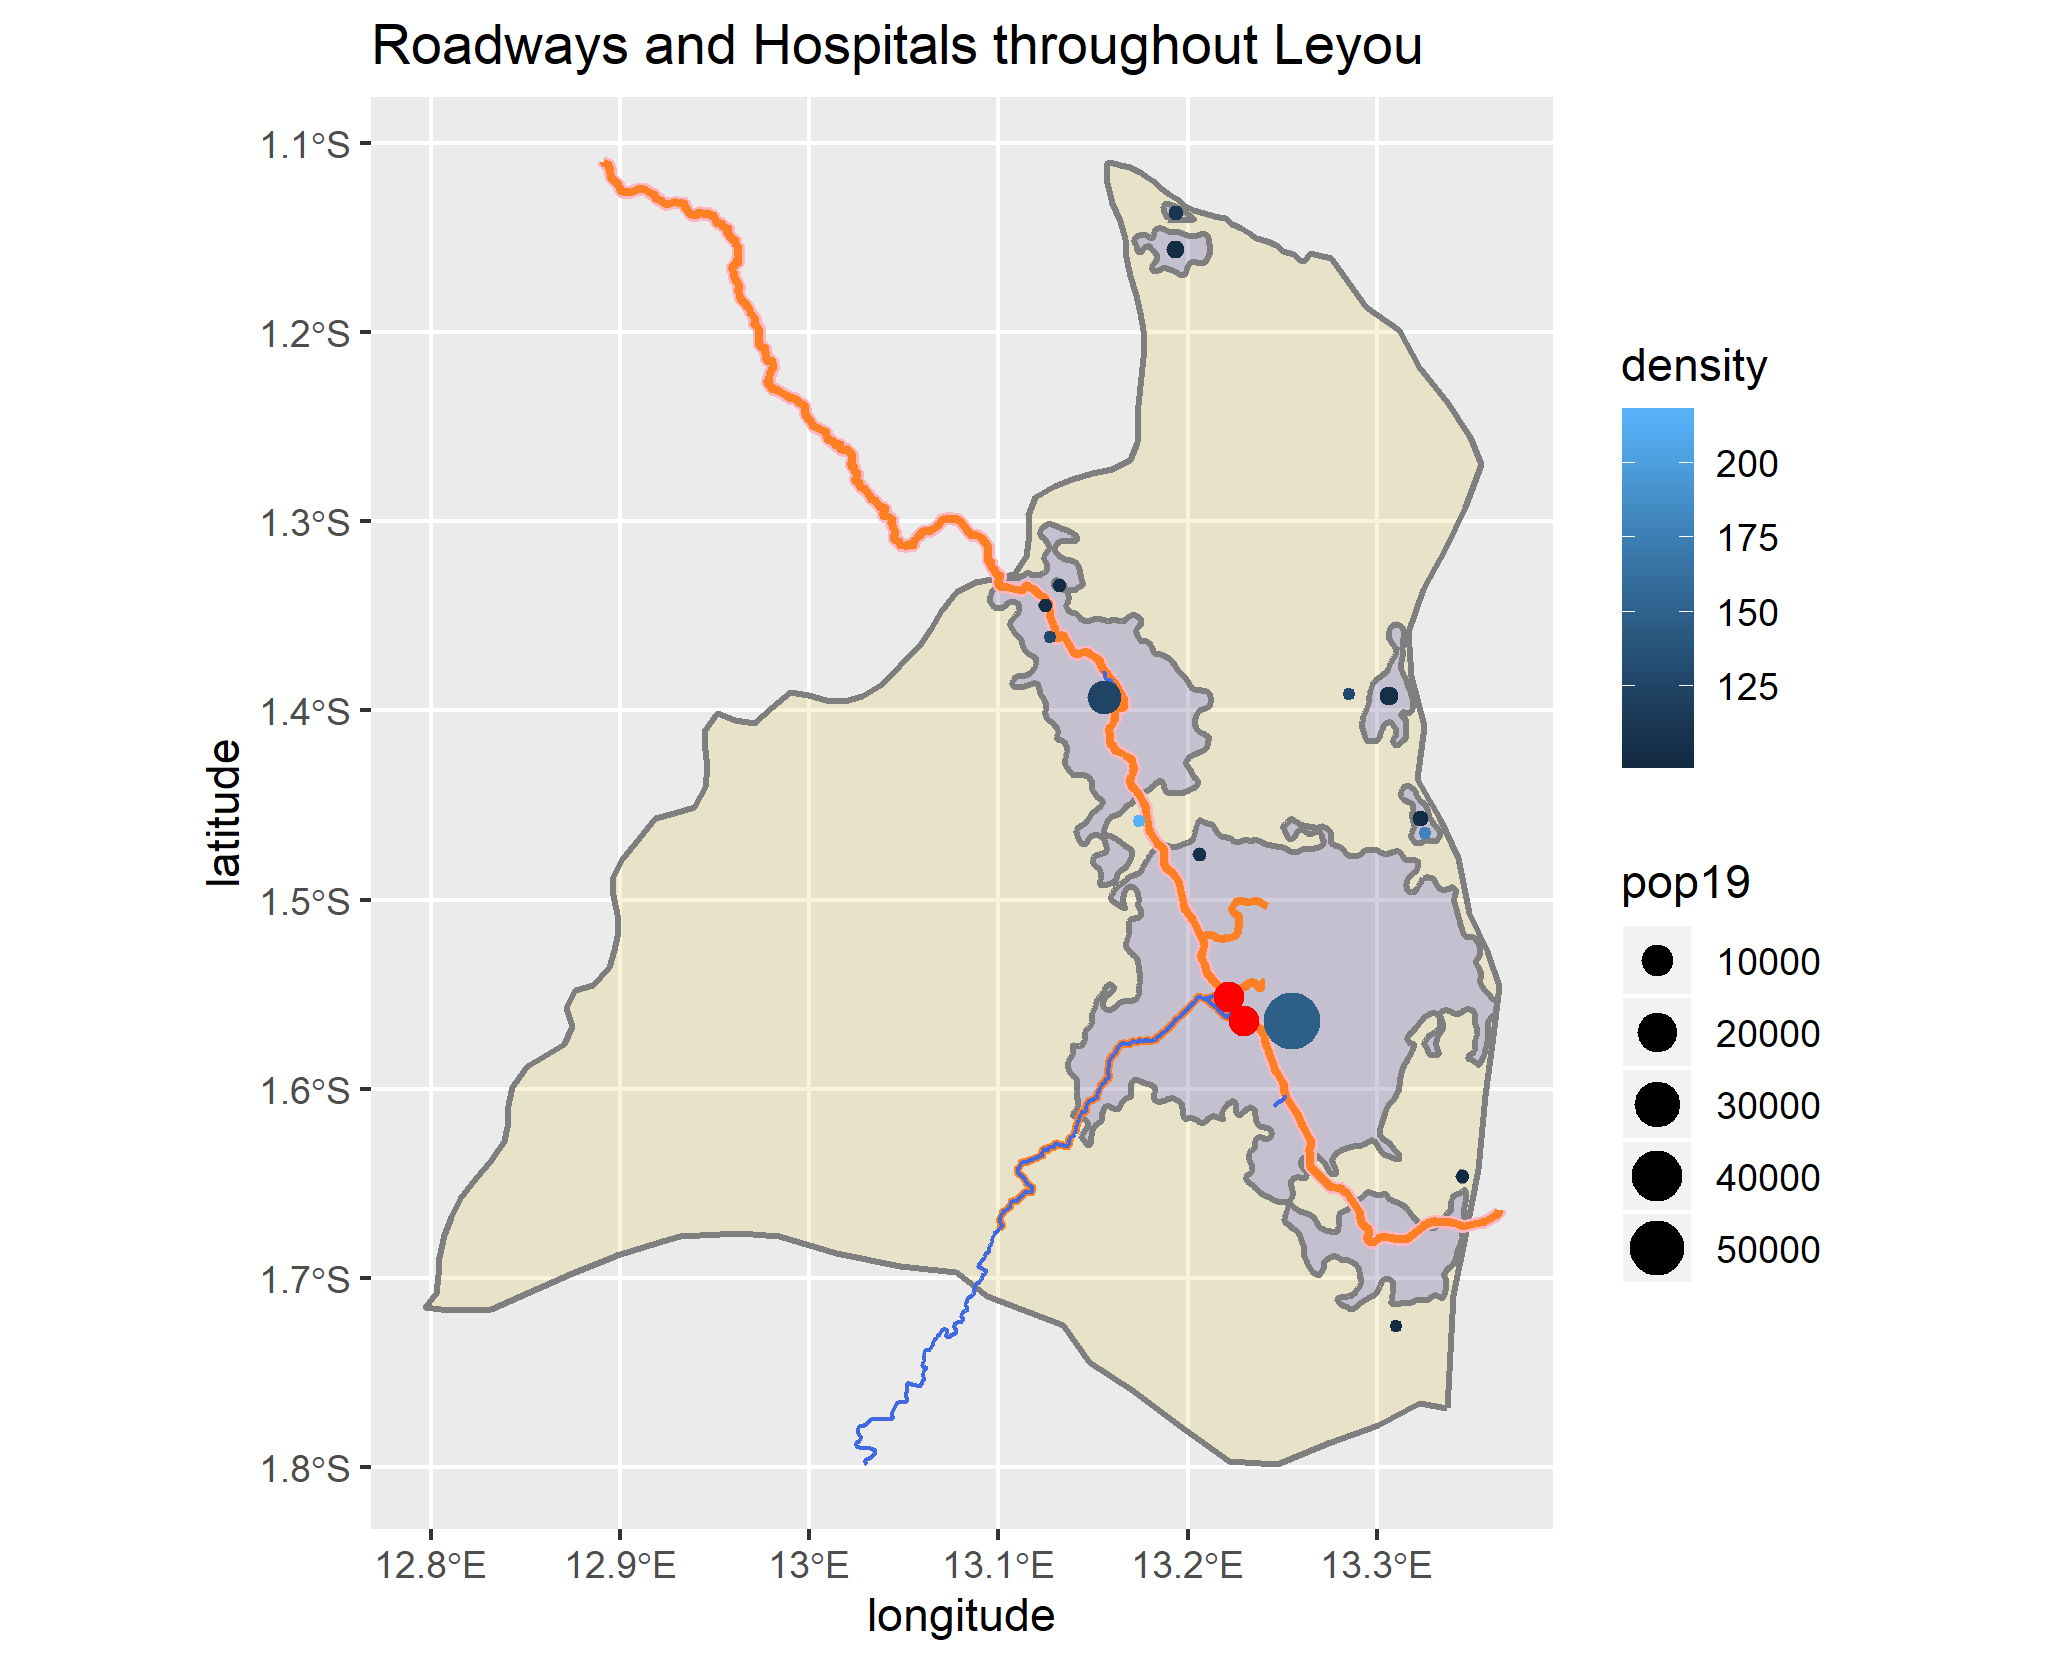 Roadways and Hospitals throughout Leyou
1.1°S
1.2°S
1.3°S
1.4°S
1.5°S
1.6°S
1.7°S
1.8°S
latitude
12.8°E
12.9°E
13°E
13.1°E
13.2°E
13.3°E
longitude
density
200
175
150
125
pop19
10000
20000
30000
40000
50000